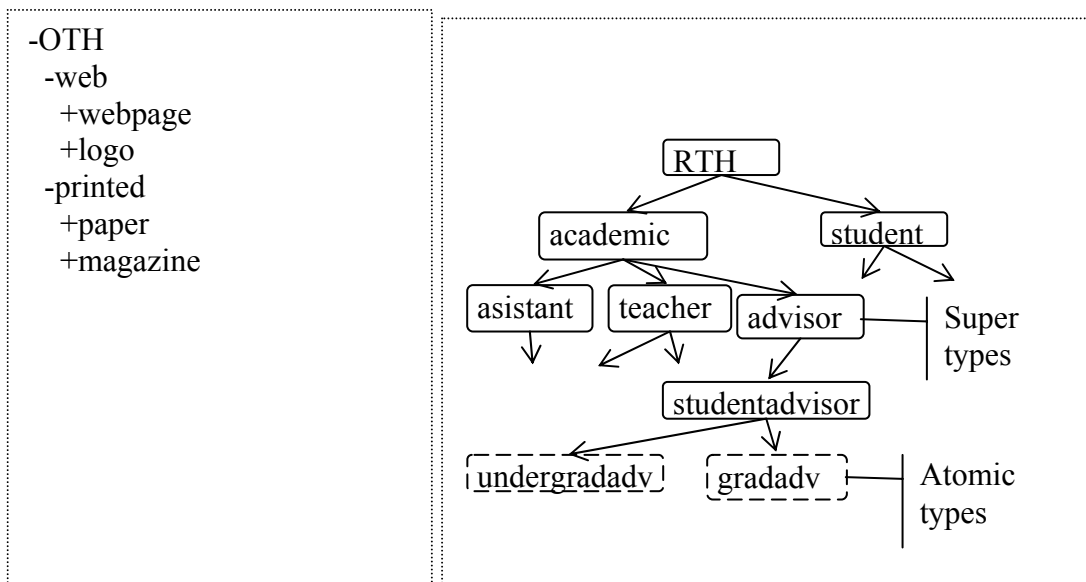 -OTH
-web
+webpage
+logo
-printed
+paper
+magazine
RTH
academic
student
asistant
teacher
advisor
Super
types
studentadvisor
undergradadv
gradadv
Atomic
types